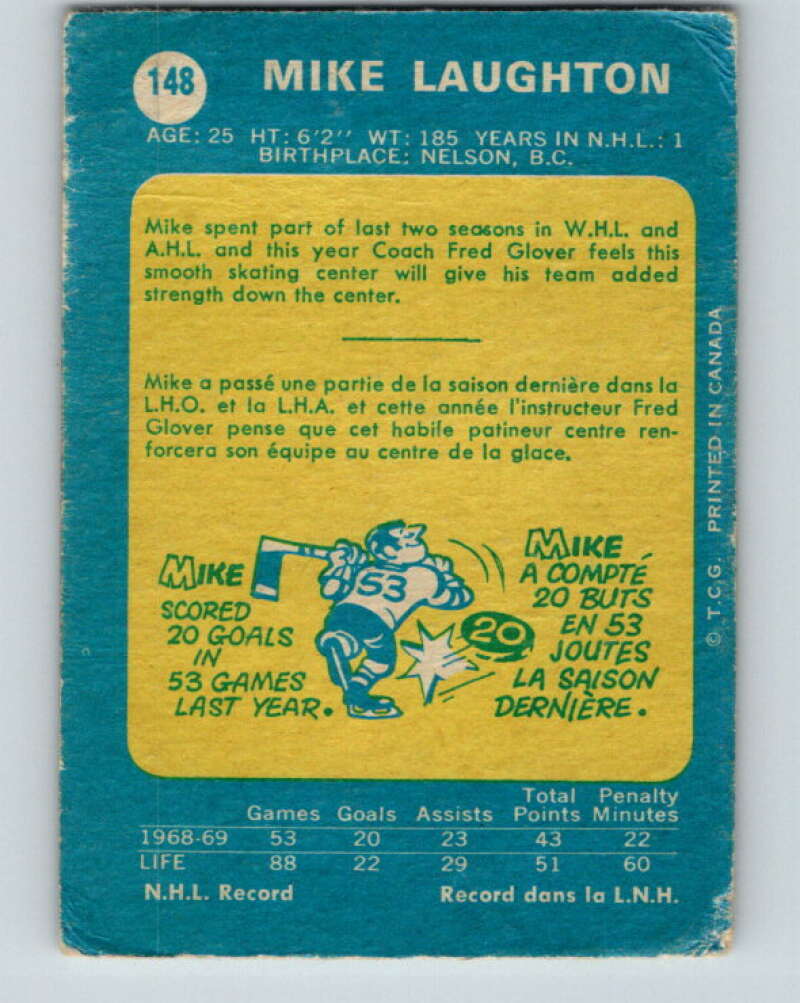 148
MIKE LAUGHTON
AGE: 25 HT: 6'2'' WT: 185 YEARS IN N.H.L.: 1
BIRTHPLACE: NELSON, B.C.
Mike spent part of last two seasons in W.H.L. and
A.H.L. and this year Coach Fred Glover feels this
smooth skating center will give his team added
strength down the center.
Mike a passé une partie de la saison dernière dans la
L.H.O. et la L.H.A. et cette année l'instructeur Fred
Glover pense que cet habile patineur centre ren-
forcera son équipe au centre de la glace.
MIKE
SCORED
20 GOALS
IN
53 GAMES
LAST YEAR.
53
20
MIKE
A COMPTÉ
20 BUTS
EN 53
JOUTES
LA SAISON
DERNIÈRE.
© T.C.G. PRINTED IN CANADA
Total Penalty
Games Goals Assists Points Minutes
1968-69 53 20 23 43 22
LIFE 88 22 29 51 60
N.H.L. Record Record dans la L.N.H.